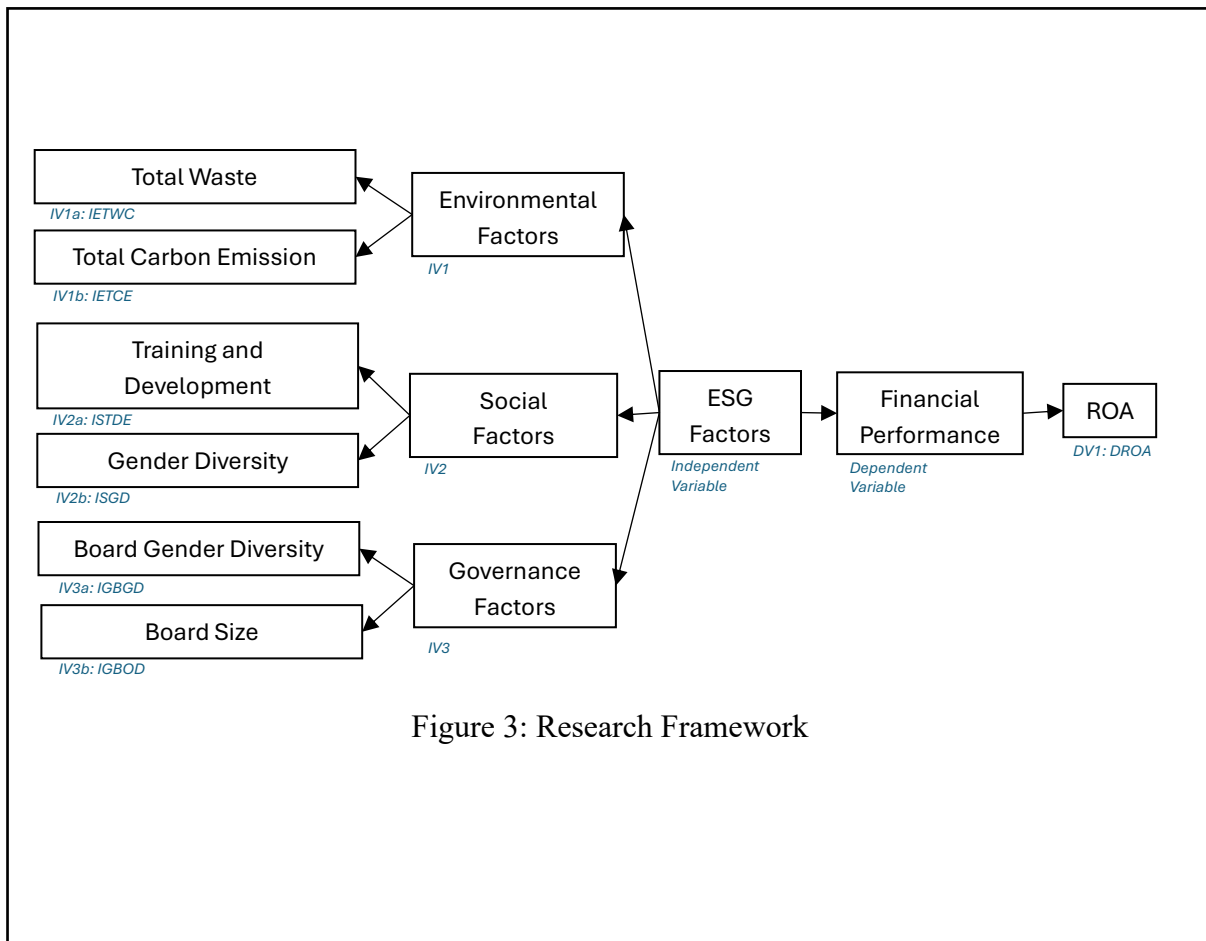 Total Waste
IV1a: IETWC
Total Carbon Emission
IV1b: IETCE
Environmental
Factors
IV1
Training and
Development
IV2a: ISTDE
Gender Diversity
IV2b: ISGD
Social
Factors
IV2
Board Gender Diversity
IV3a: IGBGD
Board Size
IV3b: IGBOD
Governance
Factors
IV3
ESG
Factors
Independent
Variable
Financial
Performance
Dependent
Variable
ROA
DV1: DROA
Figure 3: Research Framework